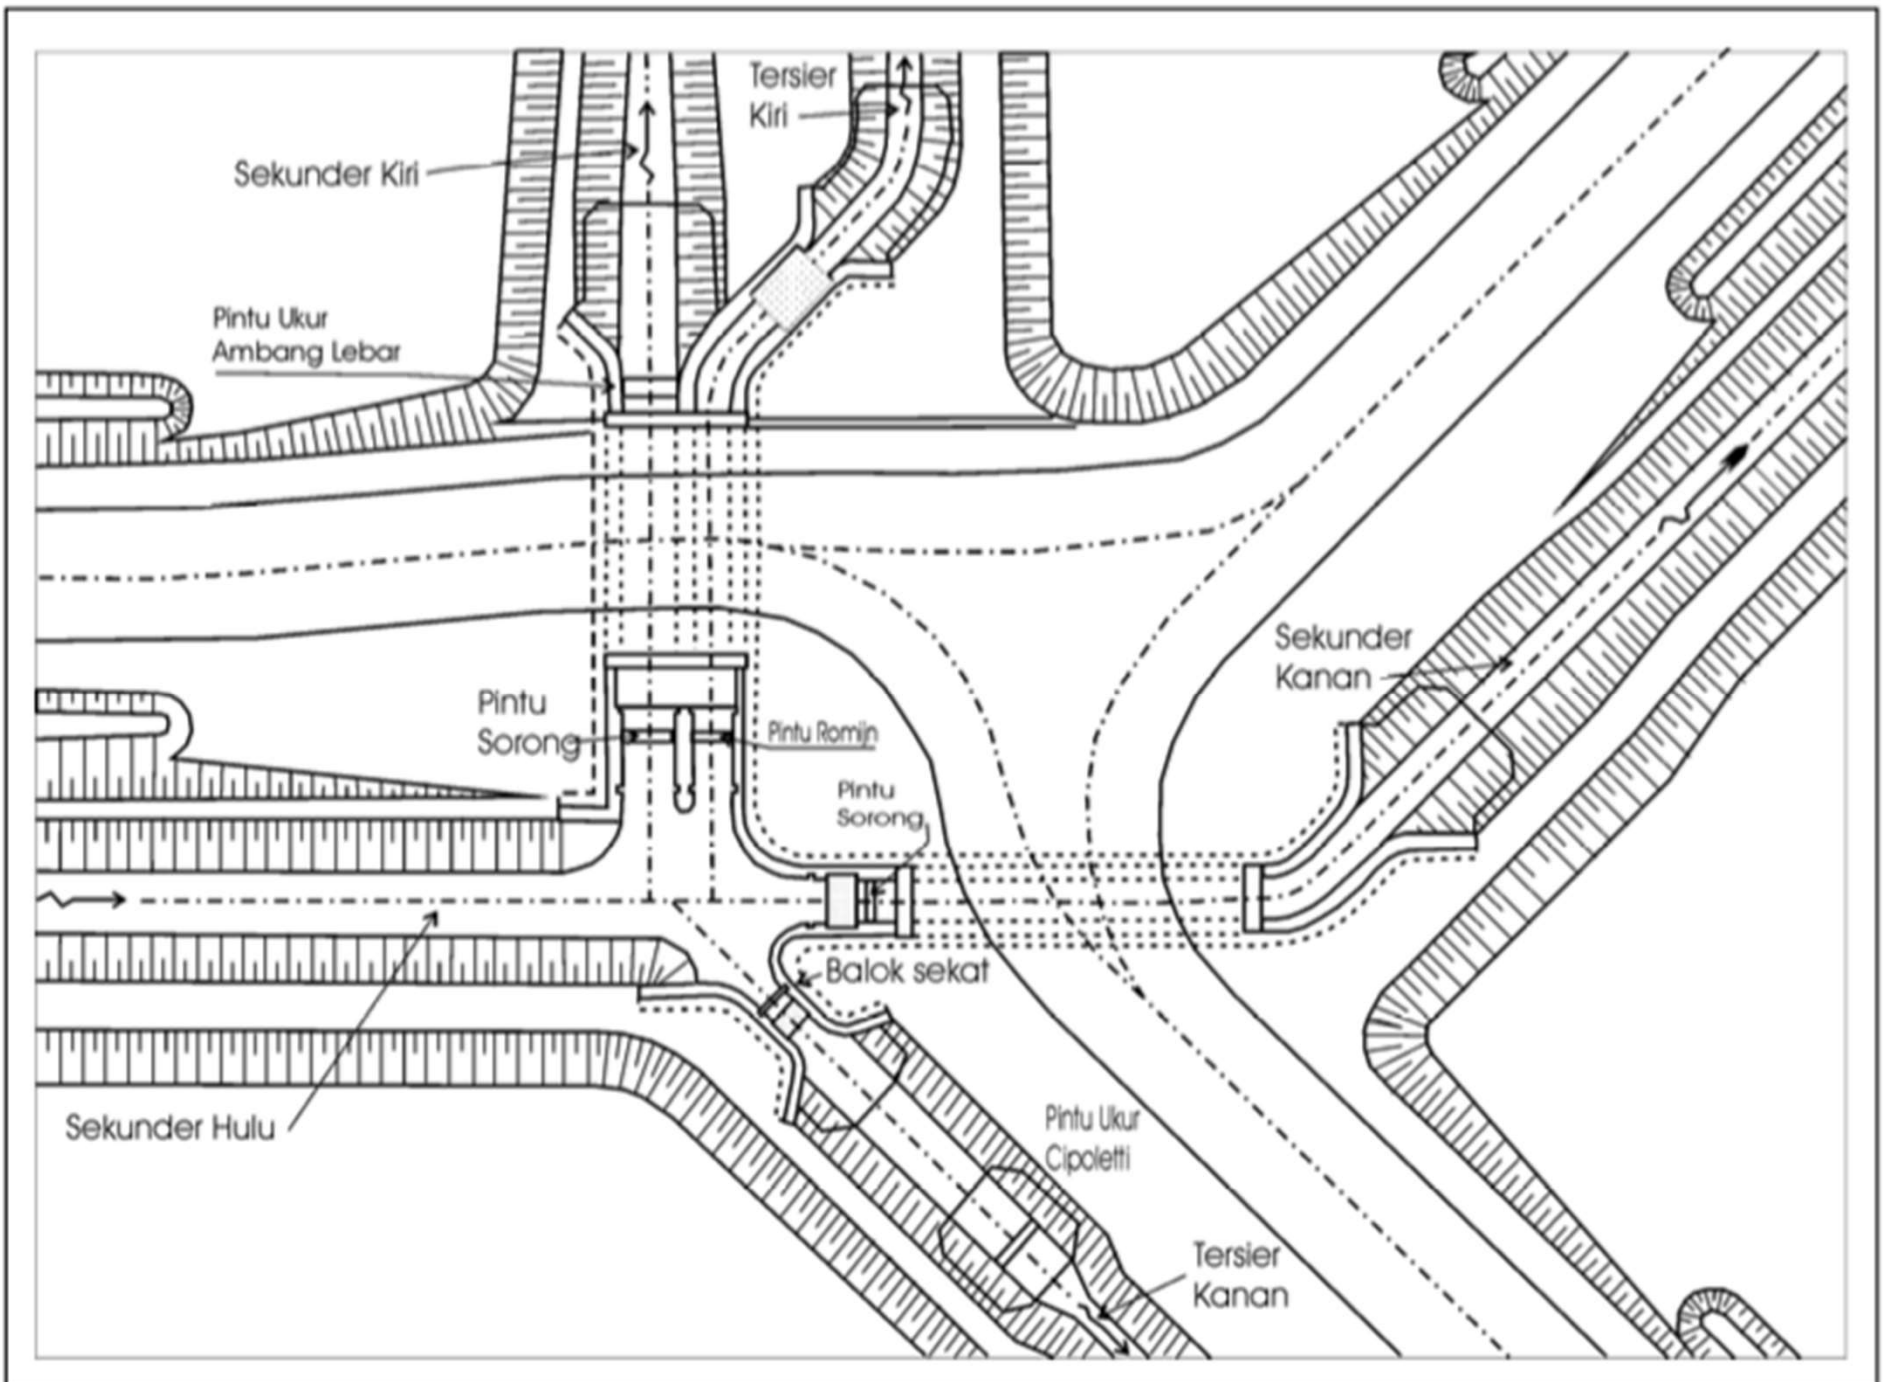 Tersier
Kiri
Sekunder Kiri
Pintu Ukur
Ambang Lebar
Sekunder
Kanan
Pintu
Sorong
Pintu Romijn
Pintu
Sorong
Balok sekat
Sekunder Hulu
Pintu Ukur
Cipoletti
Tersier
Kanan